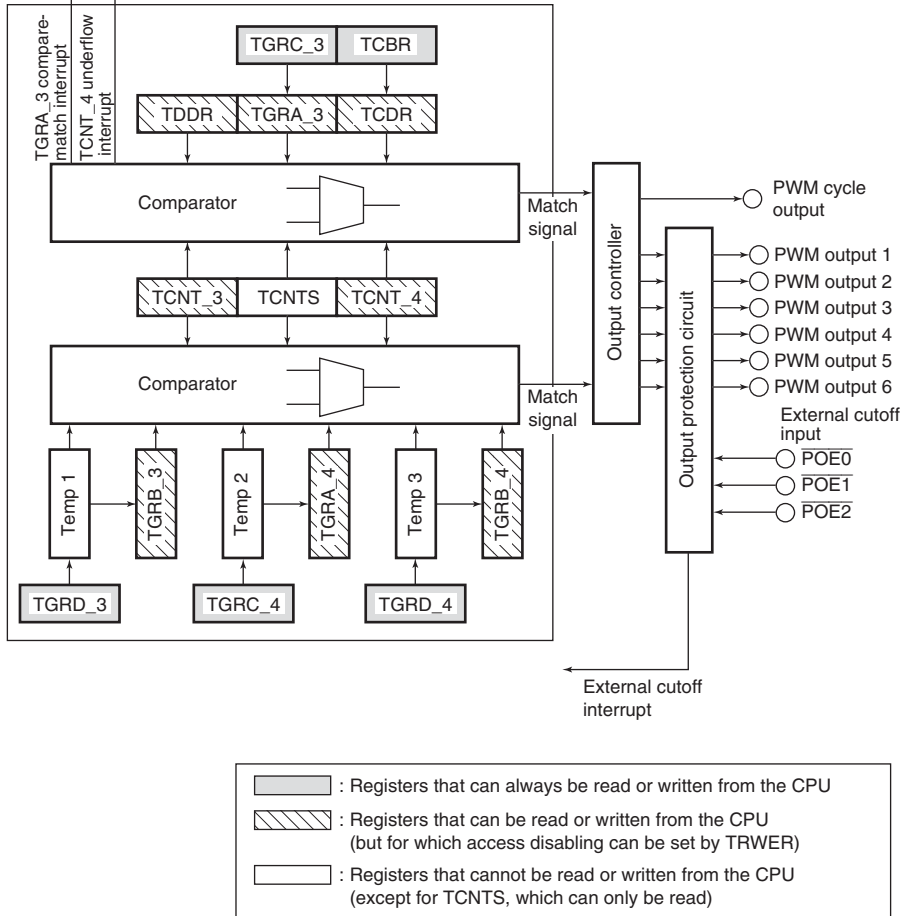 TGRA_3 compare-
match interrupt
TCNT_4 underflow
interrupt
TGRC_3
TCBR
TDDR
TGRA_3
TCDR
Comparator
Match
signal
PWM cycle
output
Output controller
Output protection circuit
PWM output 1
PWM output 2
PWM output 3
PWM output 4
PWM output 5
PWM output 6
TCNT_3
TCNTS
TCNT_4
Comparator
Match
signal
External cutoff
input
POE0
POE1
POE2
Temp 1
TGRB_3
Temp 2
TGRA_4
Temp 3
TGRB_4
TGRD_3
TGRC_4
TGRD_4
External cutoff
interrupt
: Registers that can always be read or written from the CPU
: Registers that can be read or written from the CPU
(but for which access disabling can be set by TRWER)
: Registers that cannot be read or written from the CPU
(except for TCNTS, which can only be read)